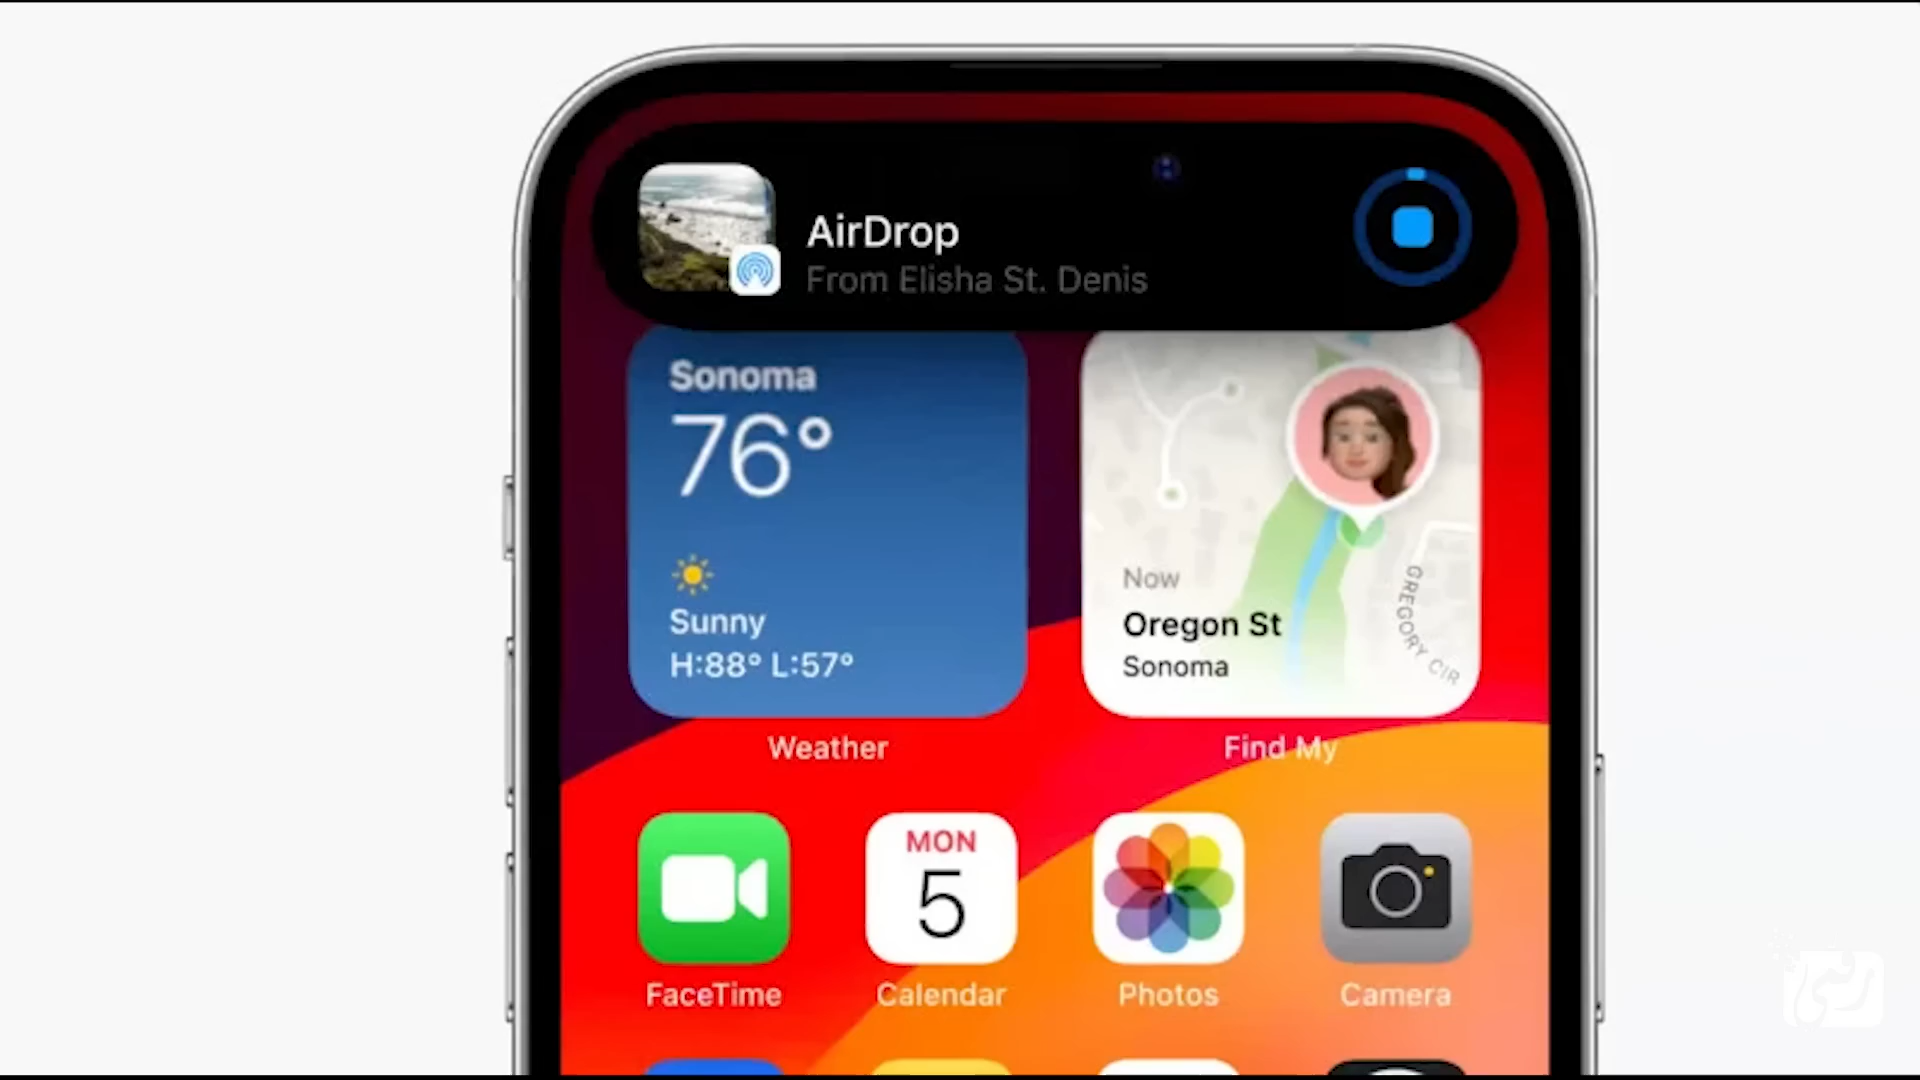 AirDrop
From Elisha St. Denis
Sonoma
76°
Sunny
H:88° L:57°
Weather
GREGORY CIR
Now
Oregon St
Sonoma
Find My
MON
5
FaceTime
Calendar
Photos
Camera